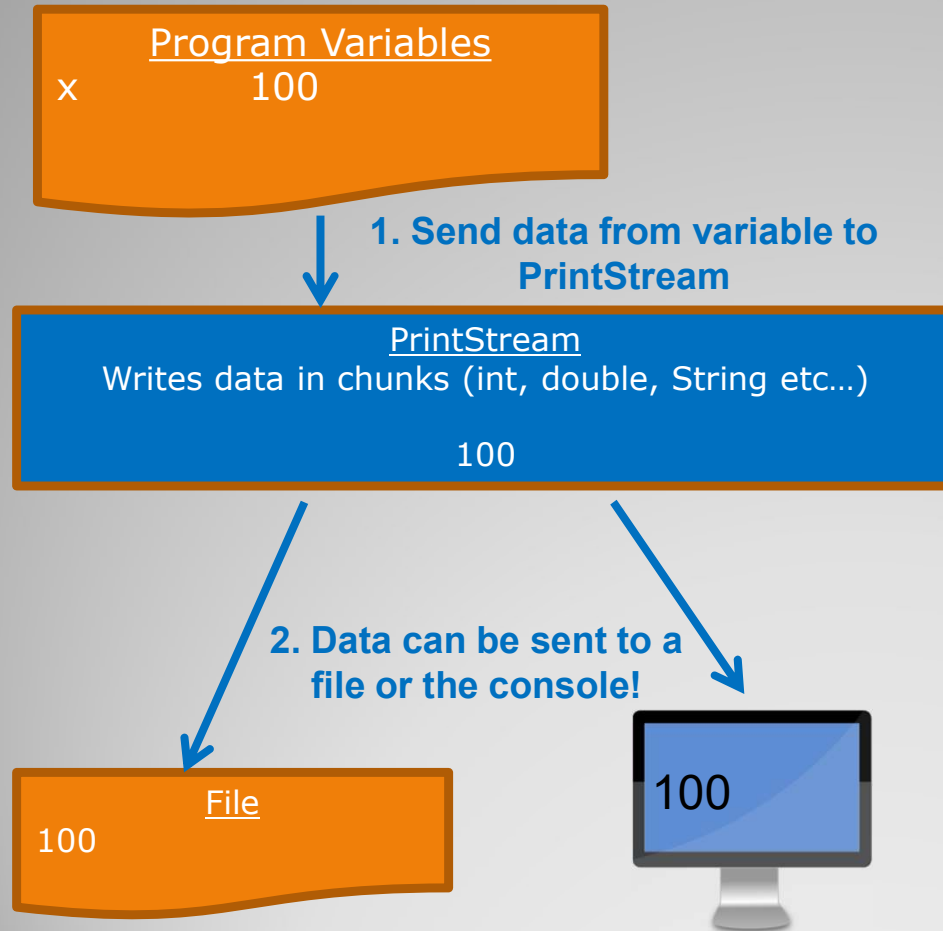 Program Variables
x 100
1. Send data from variable to
PrintStream
PrintStream
Writes data in chunks (int, double, String etc…)
100
2. Data can be sent to a
file or the console!
File
100
100